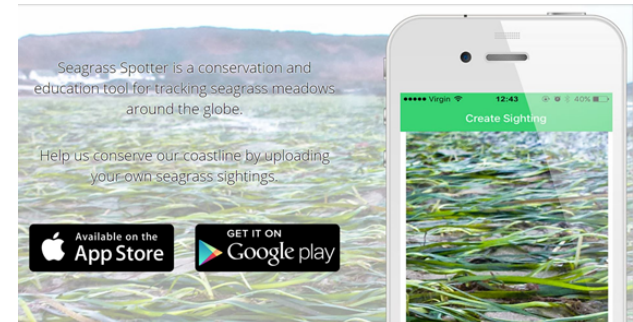 Seagrass Spotter is a conservation and
education tool for tracking seagrass meadows
around the globe.
Help us conserve our coastline by uploading
your own seagrass sightings.
Available on the
App Store
GET IT ON
Google play
Virgin 12:43 40%
Create Sighting